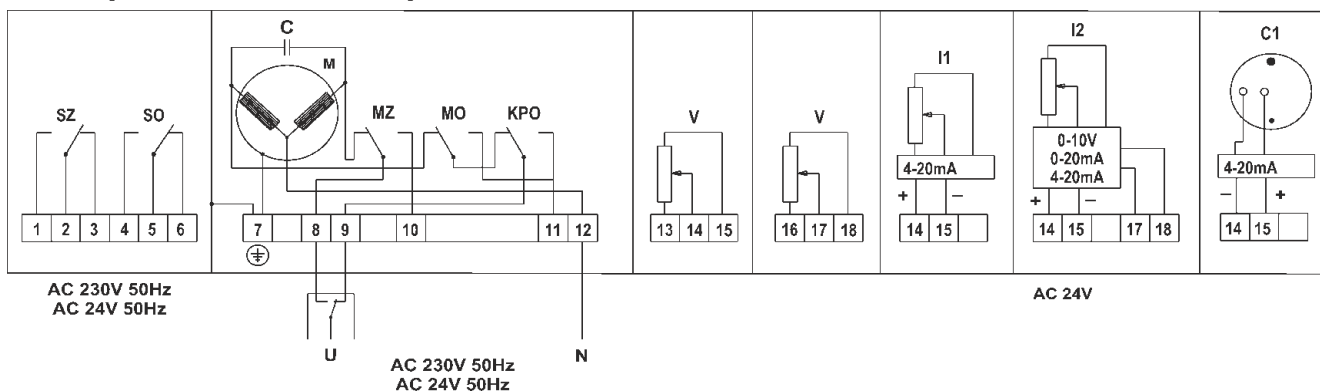 C
M
SZ
SO
MZ
MO
KPO
V
V
I1
I2
C1
0-10V
0-20mA
4-20mA
4-20mA
4-20mA
+ −
+ −
− +
1 2 3 4 5 6
7 8 9 10 11 12
13 14 15
16 17 18
14 15
14 15 17 18
14 15
AC 230V 50Hz
AC 24V 50Hz
U
N
AC 230V 50Hz
AC 24V 50Hz
AC 24V